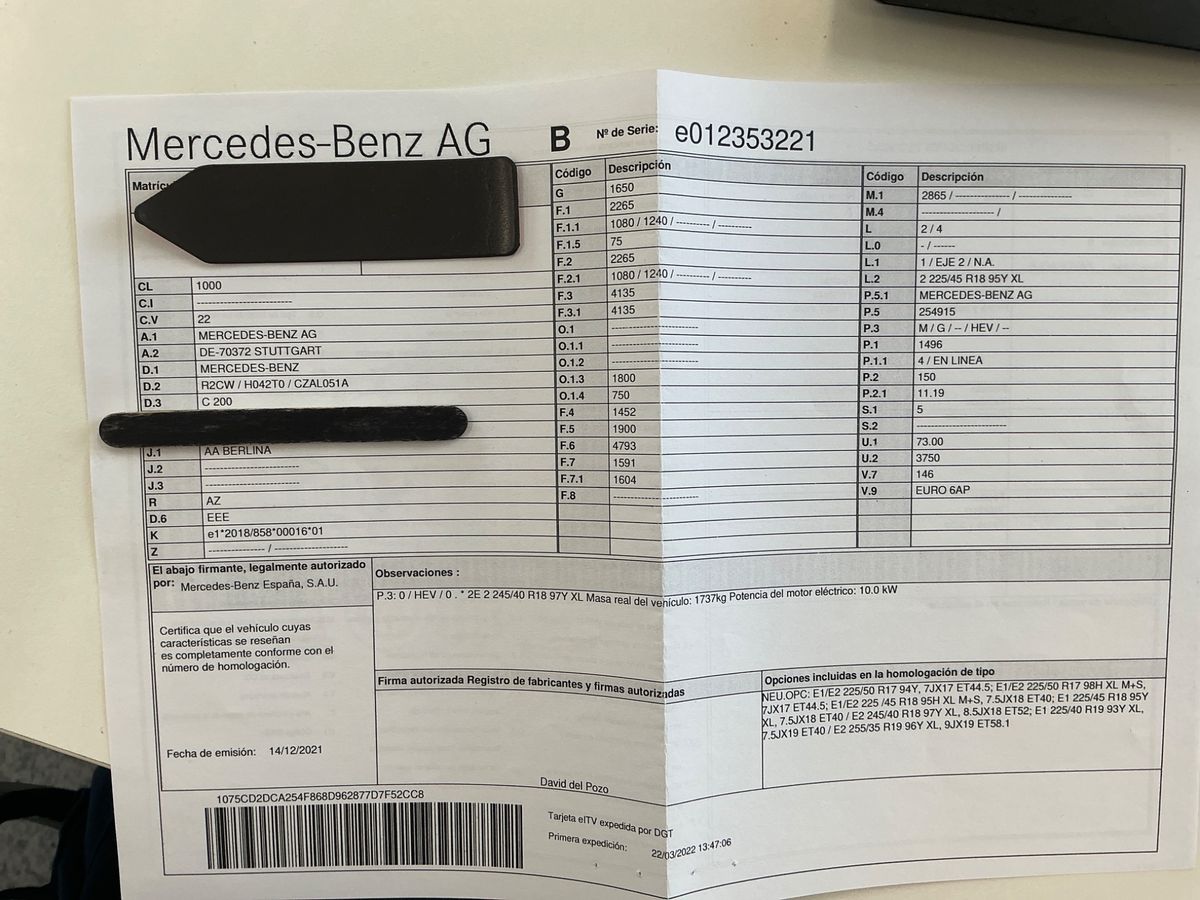 Mercedes-Benz AG
B Nº de Serie: e012353221
CL 1000
C.I -----------------------
C.V 22
A.1 MERCEDES-BENZ AG
A.2 DE-70372 STUTTGART
D.1 MERCEDES-BENZ
D.2 R2CW / H042T0 / CZAL051A
D.3 C 200
J.1 AA BERLINA
J.2 -----------------------
J.3 -----------------------
R AZ
D.6 EEE
K e1*2018/858*00016*01
Z -------------- / ------------------
Código Descripción
G 1650
F.1 2265
F.1.1 1080 / 1240 / -------- / --------
F.1.5 75
F.2 2265
F.2.1 1080 / 1240 / -------- / --------
F.3 4135
F.3.1 4135
O.1 ---------------------
O.1.1 ---------------------
O.1.2 ---------------------
O.1.3 1800
O.1.4 750
F.4 1452
F.5 1900
F.6 4793
F.7 1591
F.7.1 1604
F.8 ---------------------
Código Descripción
M.1 2865 / ------------- / -------------
M.4 ------------------ /
L 2 / 4
L.0 - / ------
L.1 1 / EJE 2 / N.A.
L.2 2 225/45 R18 95Y XL
P.5.1 MERCEDES-BENZ AG
P.5 254915
P.3 M / G / -- / HEV / --
P.1 1496
P.1.1 4 / EN LINEA
P.2 150
P.2.1 11.19
S.1 5
S.2 ----------------------
U.1 73.00
U.2 3750
V.7 146
V.9 EURO 6AP
El abajo firmante, legalmente autorizado
por: Mercedes-Benz España, S.A.U.
Certifica que el vehículo cuyas
características se reseñan
es completamente conforme con el
número de homologación.
Fecha de emisión: 14/12/2021
Observaciones :
P.3: 0 / HEV / 0 . * 2E 2 245/40 R18 97Y XL Masa real del vehículo: 1737kg Potencia del motor eléctrico: 10.0 kW
Firma autorizada Registro de fabricantes y firmas autorizadas
David del Pozo
Opciones incluidas en la homologación de tipo
NEU.OPC: E1/E2 225/50 R17 94Y, 7JX17 ET44.5; E1/E2 225/50 R17 98H XL M+S,
7JX17 ET44.5; E1/E2 225 /45 R18 95H XL M+S, 7.5JX18 ET40; E1 225/45 R18 95Y
XL, 7.5JX18 ET40 / E2 245/40 R18 97Y XL, 8.5JX18 ET52; E1 225/40 R19 93Y XL,
7.5JX19 ET40 / E2 255/35 R19 96Y XL, 9JX19 ET58.1
1075CD2DCA254F868D962877D7F52CC8
Tarjeta eITV expedida por DGT
Primera expedición: 22/03/2022 13:47:06